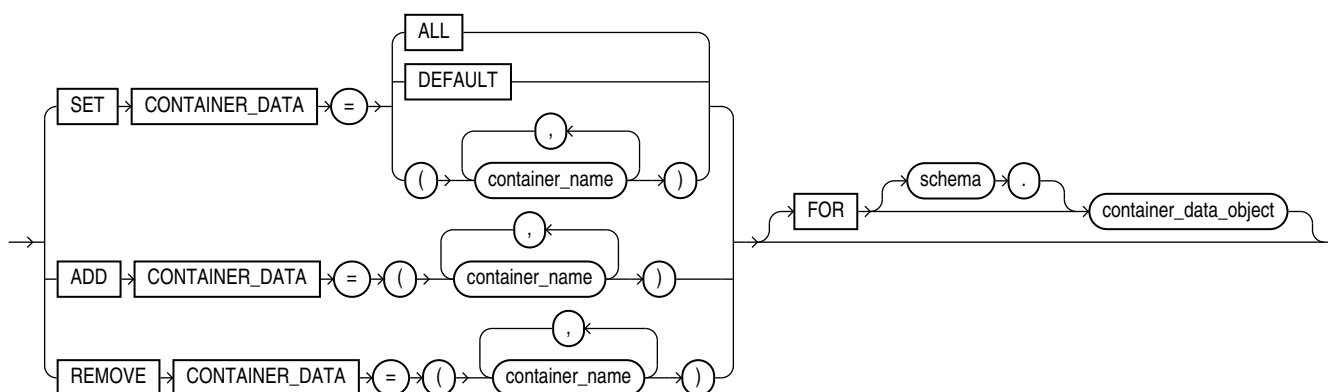 ALL
DEFAULT
SET CONTAINER_DATA =
,
( container_name )
FOR schema . container_data_object
,
ADD CONTAINER_DATA = ( container_name )
,
REMOVE CONTAINER_DATA = ( container_name )